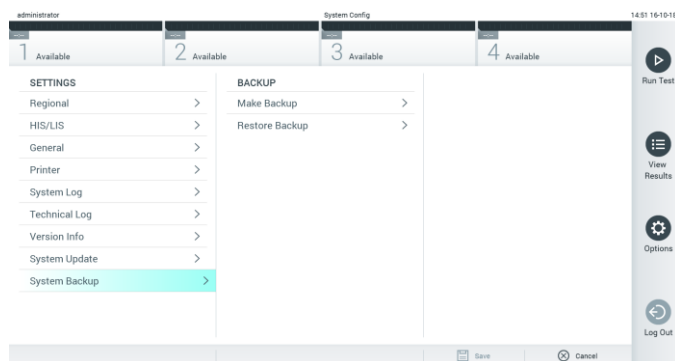 administrator System Config 14:51 16-10-18
--:-- --:-- --:-- --:--
1 Available 2 Available 3 Available 4 Available
SETTINGS BACKUP
Regional Make Backup
HIS/LIS Restore Backup
General
Printer
System Log
Technical Log
Version Info
System Update
System Backup
Run Test
View
Results
Options
Log Out
Save Cancel